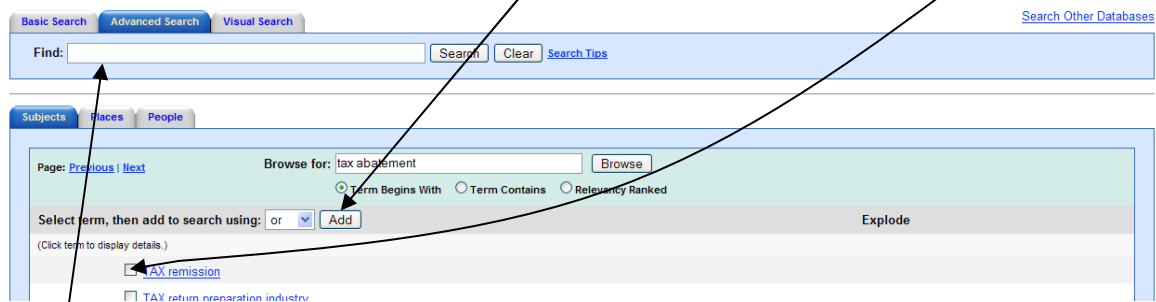 Basic Search Advanced Search Visual Search Search Other Databases
Find: Search Clear Search Tips
Subjects Places People
Page: Previous | Next Browse for: tax abatement Browse
Term Begins With Term Contains Relevancy Ranked
Select term, then add to search using: or Add Explode
(Click term to display details.)
TAX remission
TAX return preparation industry